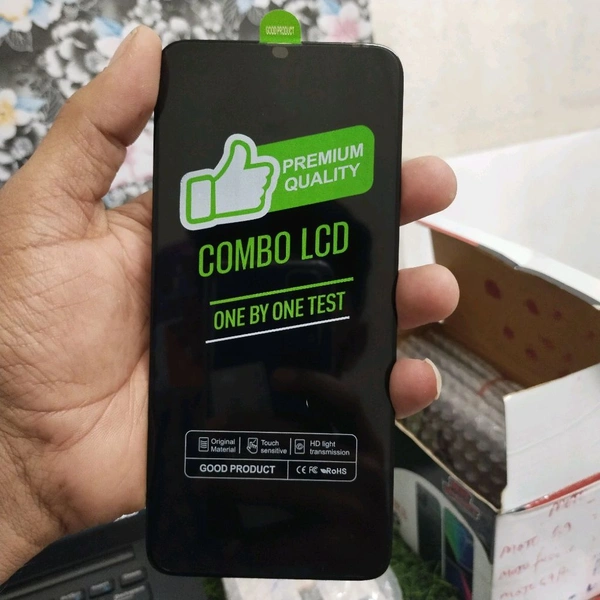 GOOD PRODUCT
PREMIUM
QUALITY
COMBO LCD
ONE BY ONE TEST
Original
Material
Touch
sensitive
HD light
transmission
GOOD PRODUCT
CE FC RoHS